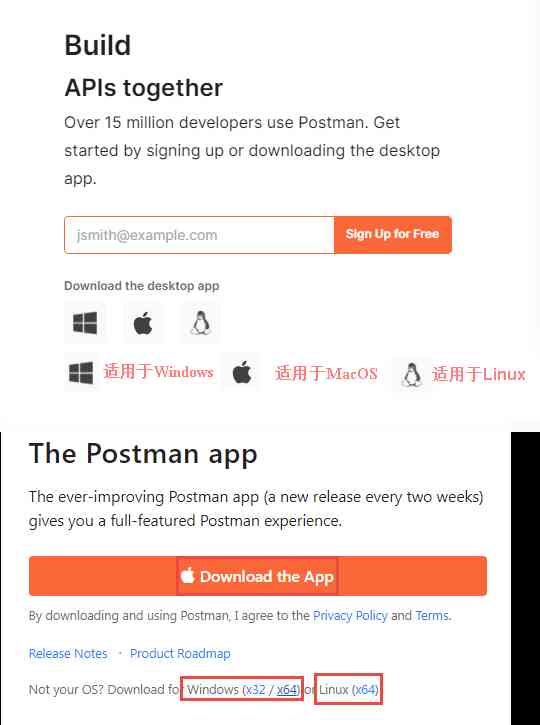 Build
APIs together
Over 15 million developers use Postman. Get
started by signing up or downloading the desktop
app.
jsmith@example.com
Sign Up for Free
Download the desktop app
适用于Windows 适用于MacOS 适用于Linux
The Postman app
The ever-improving Postman app (a new release every two weeks)
gives you a full-featured Postman experience.
Download the App
By downloading and using Postman, I agree to the Privacy Policy and Terms.
Release Notes · Product Roadmap
Not your OS? Download for Windows (x32 / x64) or Linux (x64)